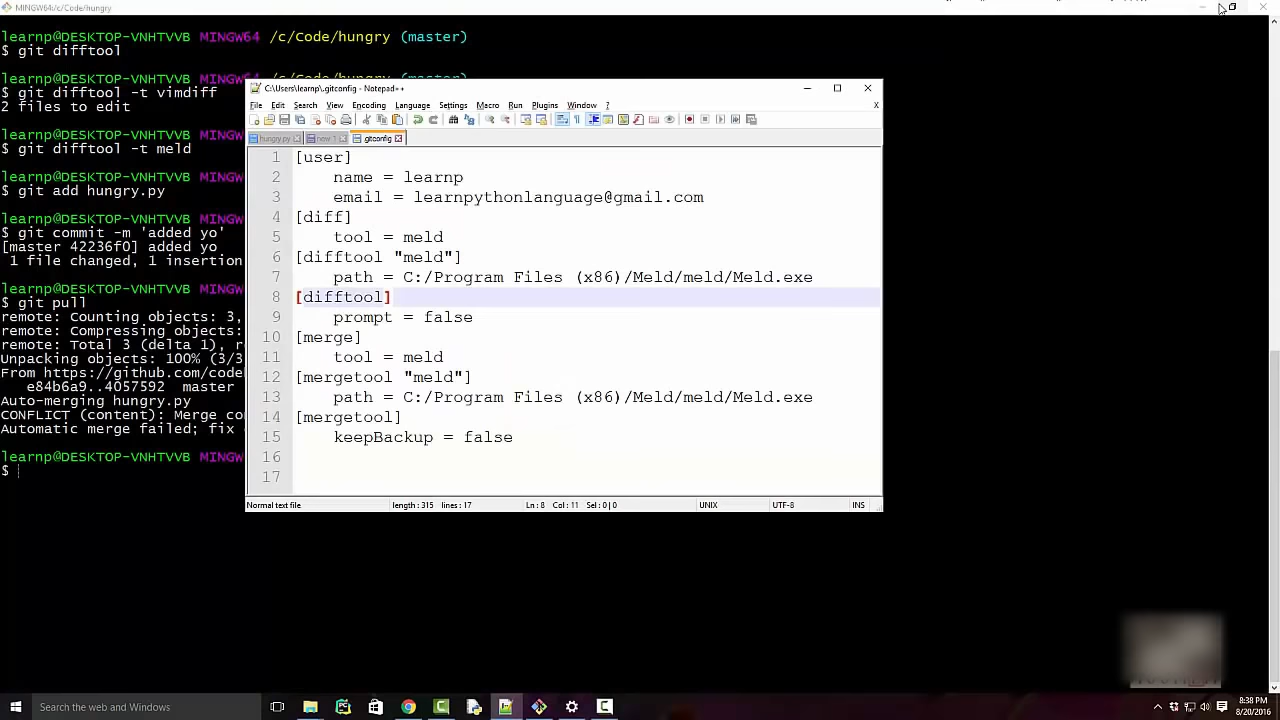 MINGW64:/c/Code/hungry
learnp@DESKTOP-VNHTVVB MINGW64 /c/Code/hungry (master)
$ git difftool
learnp@DESKTOP-VNHTVVB MINGW64 /c/Code/hungry (master)
$ git difftool -t vimdiff
2 files to edit
learnp@DESKTOP-VNHTVVB MINGW
$ git difftool -t meld
learnp@DESKTOP-VNHTVVB MINGW
$ git add hungry.py
learnp@DESKTOP-VNHTVVB MINGW
$ git commit -m 'added yo'
[master 42236f0] added yo
1 file changed, 1 insertion
learnp@DESKTOP-VNHTVVB MINGW
$ git pull
remote: Counting objects: 3,
remote: Compressing objects:
remote: Total 3 (delta 1), r
Unpacking objects: 100% (3/3
From https://github.com/code
e84b6a9..4057592 master
Auto-merging hungry.py
CONFLICT (content): Merge co
Automatic merge failed; fix
learnp@DESKTOP-VNHTVVB MINGW
$
C:\Users\learnp\.gitconfig - Notepad++
File Edit Search View Encoding Language Settings Macro Run Plugins Window ? X
hungry.py new 1 .gitconfig
1 [user]
2 name = learnp
3 email = learnpythonlanguage@gmail.com
4 [diff]
5 tool = meld
6 [difftool "meld"]
7 path = C:/Program Files (x86)/Meld/meld/Meld.exe
8 [difftool]
9 prompt = false
10 [merge]
11 tool = meld
12 [mergetool "meld"]
13 path = C:/Program Files (x86)/Meld/meld/Meld.exe
14 [mergetool]
15 keepBackup = false
16
17
Normal text file length : 315 lines : 17 Ln : 8 Col : 11 Sel : 0 | 0 UNIX UTF-8 INS
Search the web and Windows
8:38 PM
8/20/2016